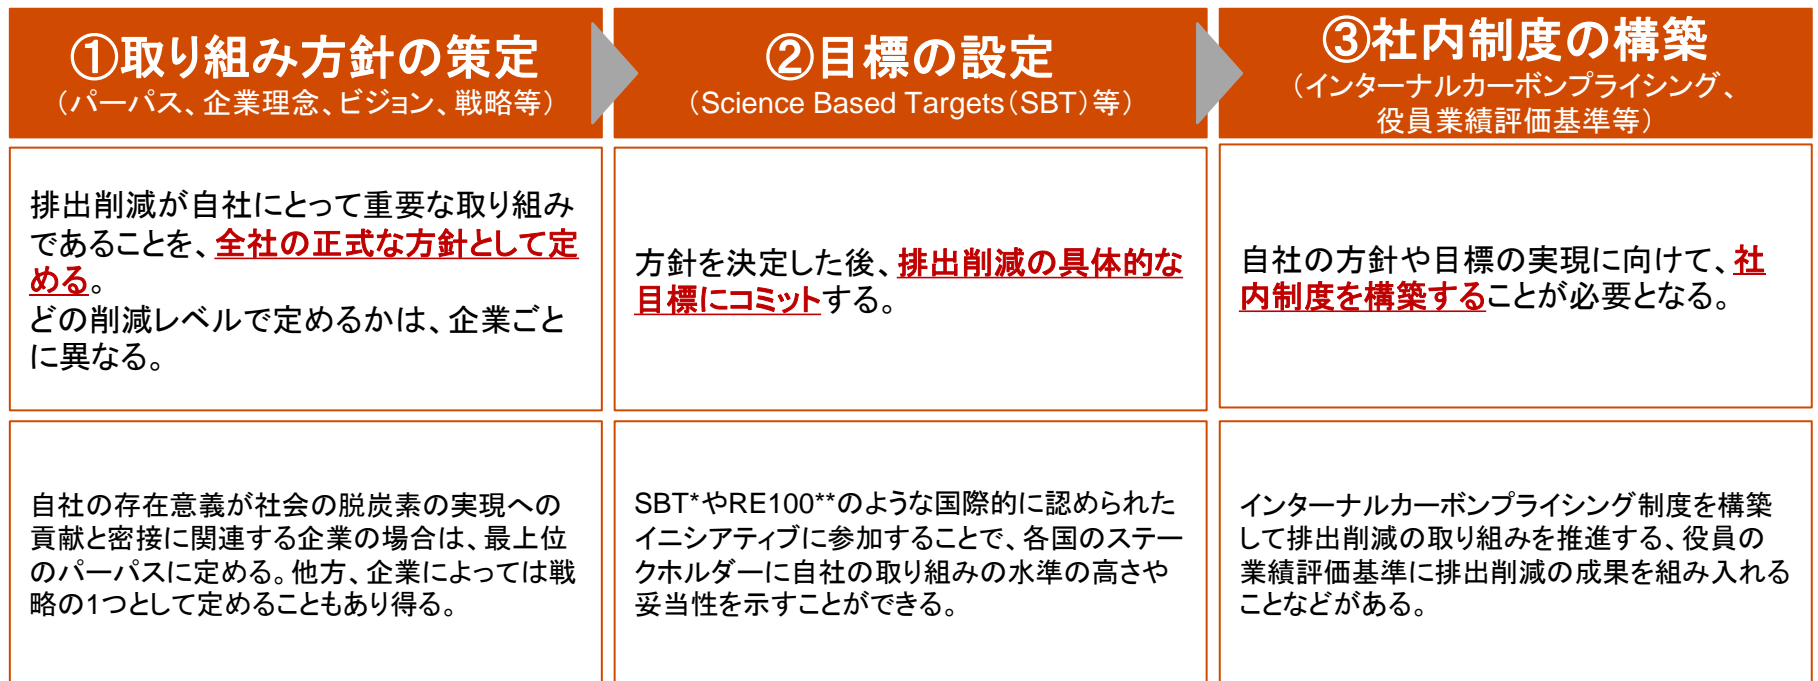 ①取り組み方針の策定
（パーパス、企業理念、ビジョン、戦略等）
②目標の設定
（Science Based Targets（SBT）等）
③社内制度の構築
（インターナルカーボンプライシング、
役員業績評価基準等）
排出削減が自社にとって重要な取り組み
であることを、全社の正式な方針として定
める。
どの削減レベルで定めるかは、企業ごと
に異なる。
方針を決定した後、排出削減の具体的な
目標にコミットする。
自社の方針や目標の実現に向けて、社
内制度を構築することが必要となる。
自社の存在意義が社会の脱炭素の実現への
貢献と密接に関連する企業の場合は、最上位
のパーパスに定める。他方、企業によっては戦
略の1つとして定めることもあり得る。
SBT*やRE100**のような国際的に認められた
イニシアティブに参加することで、各国のステー
クホルダーに自社の取り組みの水準の高さや
妥当性を示すことができる。
インターナルカーボンプライシング制度を構築
して排出削減の取り組みを推進する、役員の
業績評価基準に排出削減の成果を組み入れる
ことなどがある。